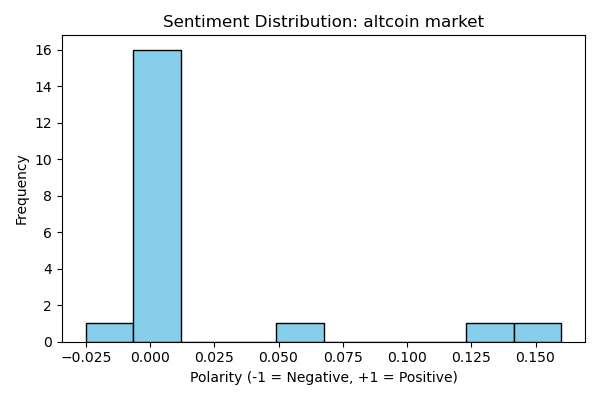 Sentiment Distribution: altcoin market
16
14
12
10
8
6
4
2
0
Frequency
−0.025 0.000 0.025 0.050 0.075 0.100 0.125 0.150
Polarity (-1 = Negative, +1 = Positive)